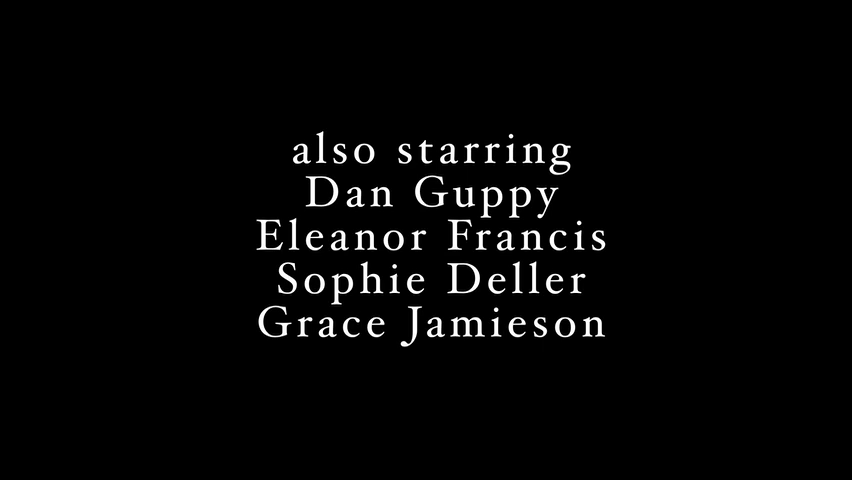 also starring
Dan Guppy
Eleanor Francis
Sophie Deller
Grace Jamieson